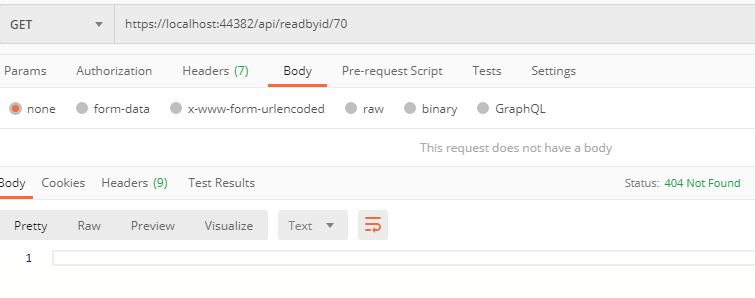 GET https://localhost:44382/api/readbyid/70
Params Authorization Headers (7) Body Pre-request Script Tests Settings
none form-data x-www-form-urlencoded raw binary GraphQL
This request does not have a body
Body Cookies Headers (9) Test Results Status: 404 Not Found
Pretty Raw Preview Visualize Text
1